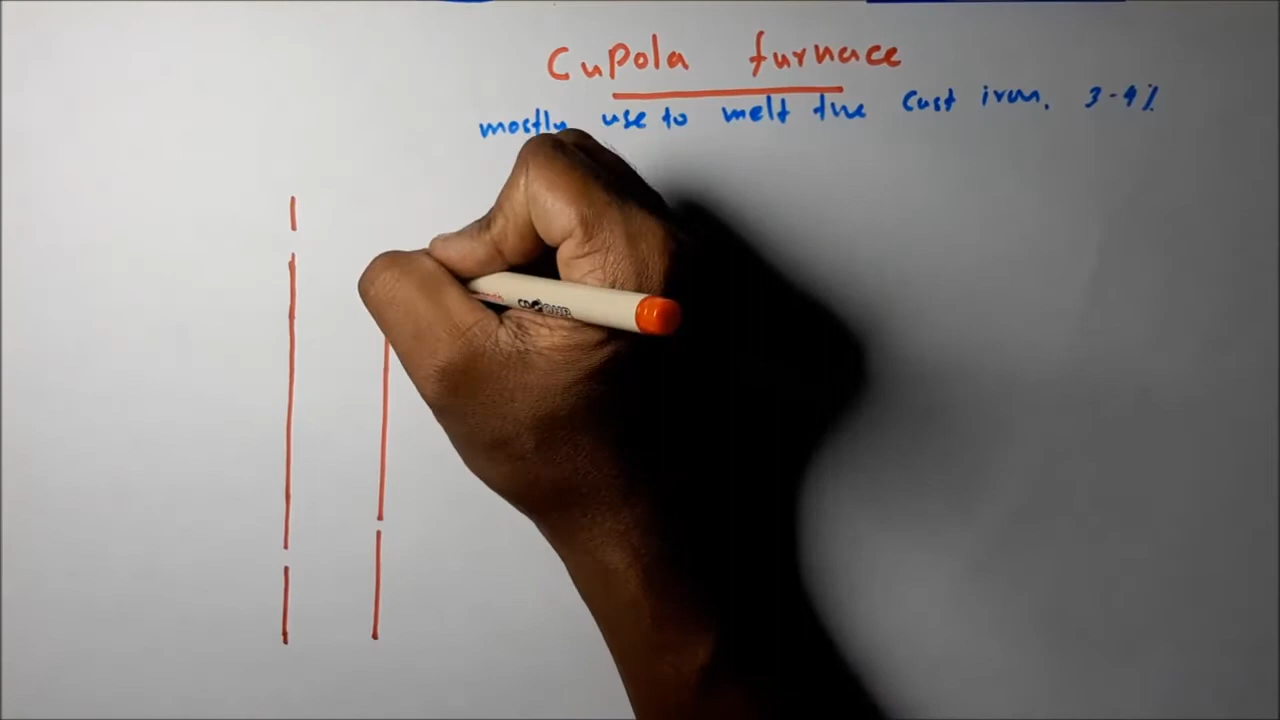 Cupola furnace
mostly use to melt the Cast iron. 3-4%